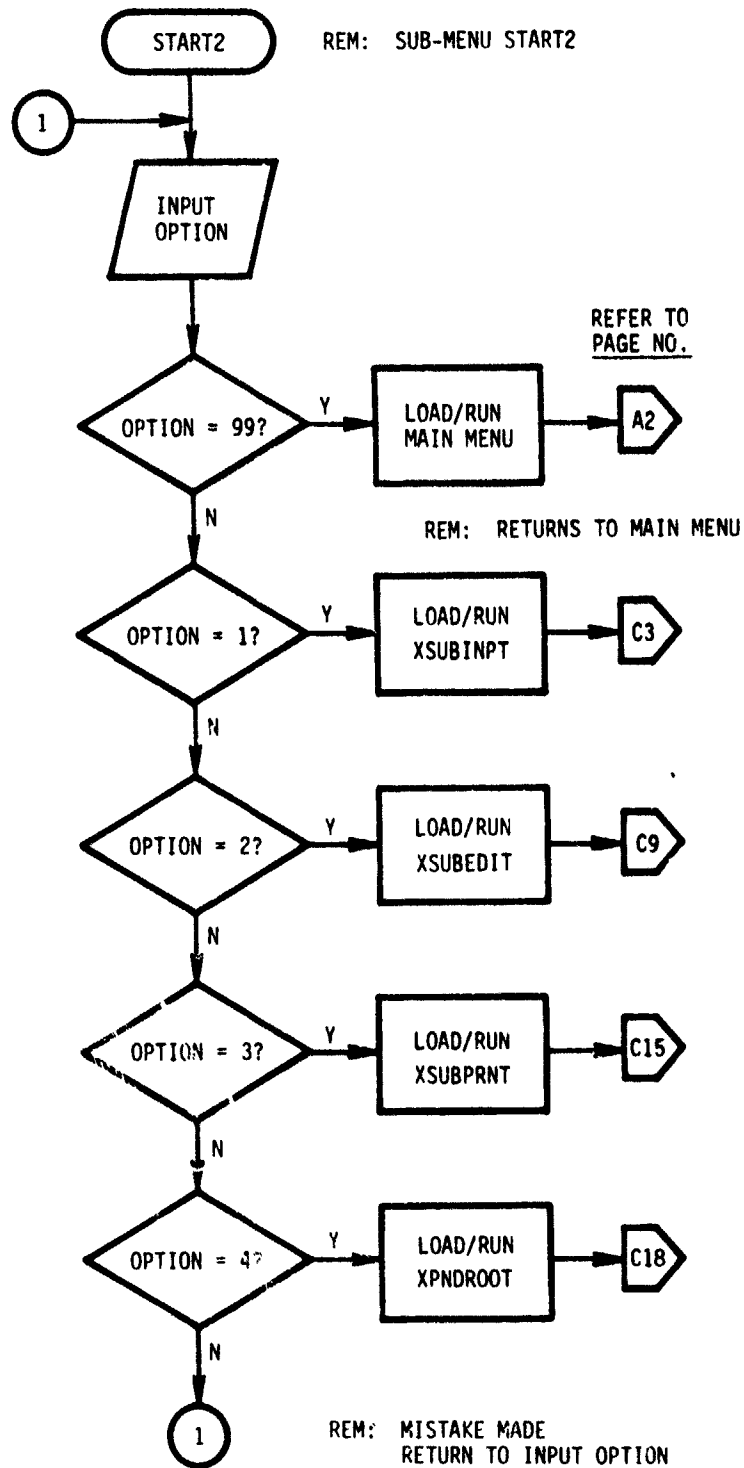 START2
REM: SUB-MENU START2
1
INPUT
OPTION
REFER TO
PAGE NO.
OPTION = 99?
Y
LOAD/RUN
MAIN MENU
A2
N
REM: RETURNS TO MAIN MENU
OPTION = 1?
Y
LOAD/RUN
XSUBINPT
C3
N
OPTION = 2?
Y
LOAD/RUN
XSUBEDIT
C9
N
OPTION = 3?
Y
LOAD/RUN
XSUBPRNT
C15
N
OPTION = 4?
Y
LOAD/RUN
XPNDROOT
C18
N
1
REM: MISTAKE MADE
RETURN TO INPUT OPTION